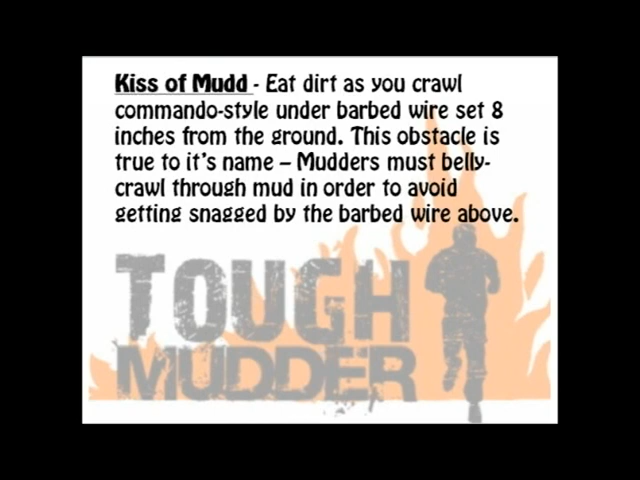 Kiss of Mudd - Eat dirt as you crawl
commando-style under barbed wire set 8
inches from the ground. This obstacle is
true to it's name – Mudders must belly-
crawl through mud in order to avoid
getting snagged by the barbed wire above.
TOUGH
MUDDER